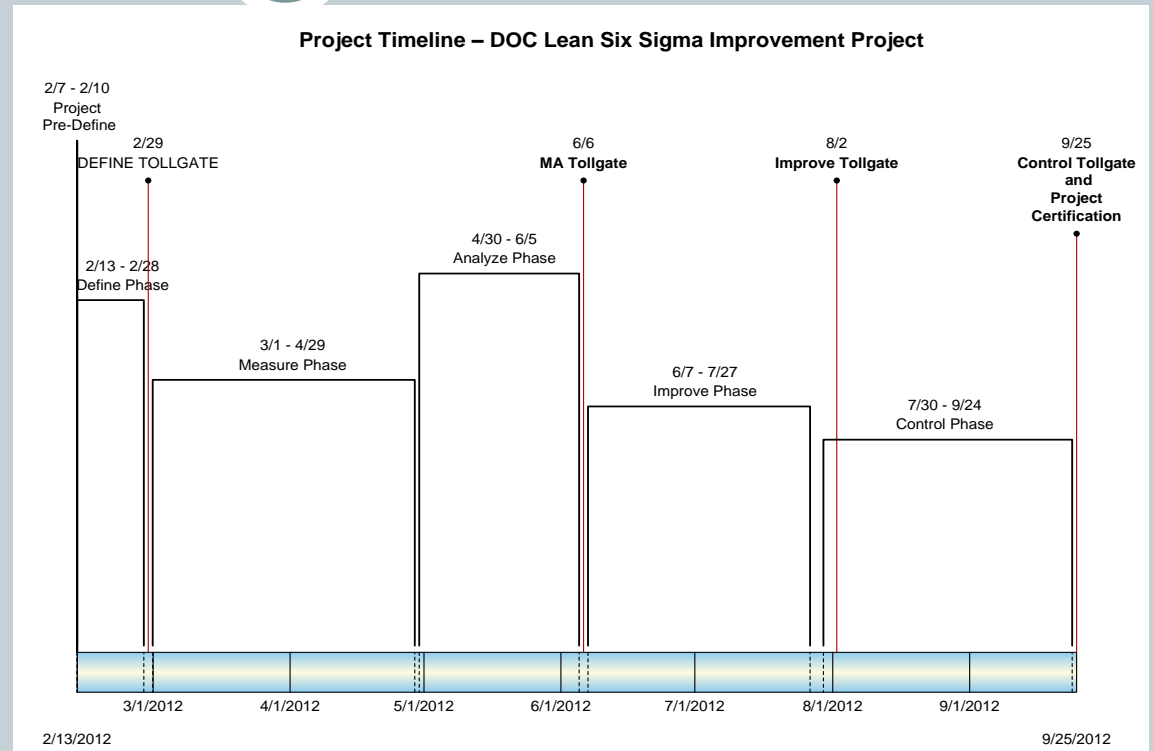 Project Timeline – DOC Lean Six Sigma Improvement Project
2/7 - 2/10
Project
Pre-Define
2/29
DEFINE TOLLGATE
6/6
MA Tollgate
8/2
Improve Tollgate
9/25
Control Tollgate
and
Project
Certification
2/13 - 2/28
Define Phase
3/1 - 4/29
Measure Phase
4/30 - 6/5
Analyze Phase
6/7 - 7/27
Improve Phase
7/30 - 9/24
Control Phase
3/1/2012
4/1/2012
5/1/2012
6/1/2012
7/1/2012
8/1/2012
9/1/2012
2/13/2012
9/25/2012